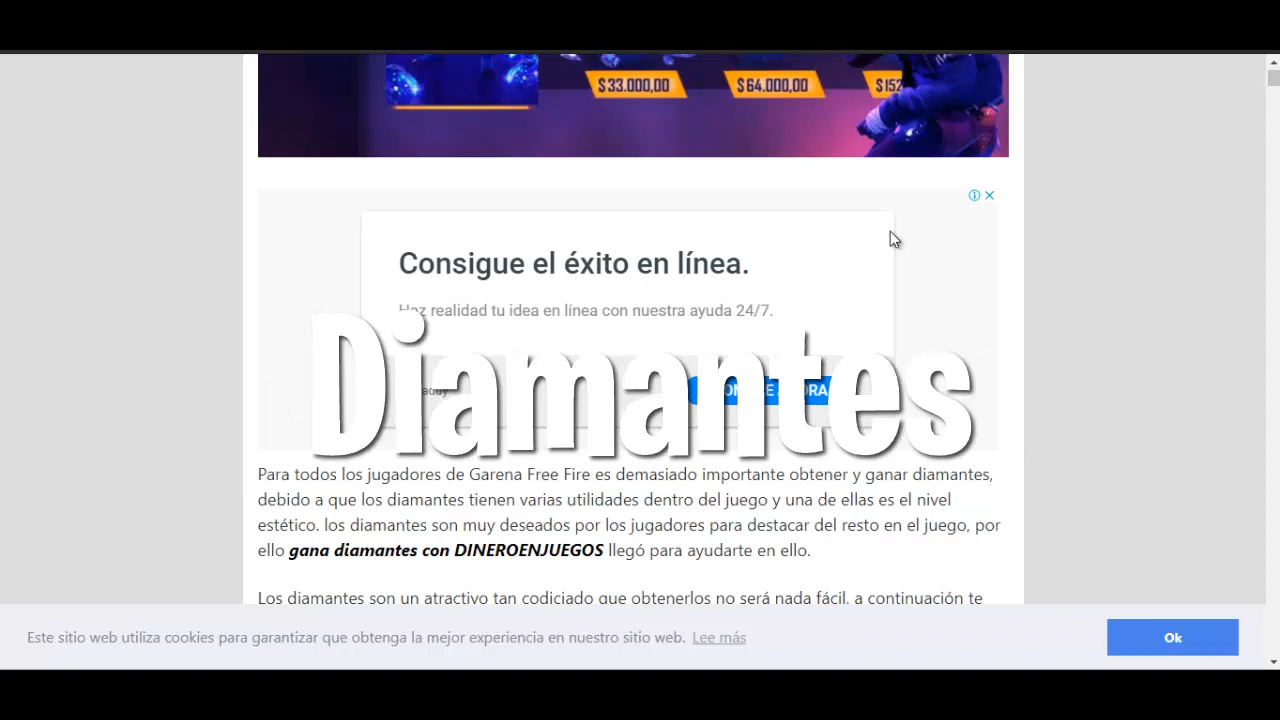 $33.000,00 $64.000,00 $152
Consigue el éxito en línea.
Haz realidad tu idea en línea con nuestra ayuda 24/7.
Diamantes
Para todos los jugadores de Garena Free Fire es demasiado importante obtener y ganar diamantes,
debido a que los diamantes tienen varias utilidades dentro del juego y una de ellas es el nivel
estético. los diamantes son muy deseados por los jugadores para destacar del resto en el juego, por
ello gana diamantes con DINEROENJUEGOS llegó para ayudarte en ello.
Los diamantes son un atractivo tan codiciado que obtenerlos no será nada fácil, a continuación te
Este sitio web utiliza cookies para garantizar que obtenga la mejor experiencia en nuestro sitio web. Lee más
Ok